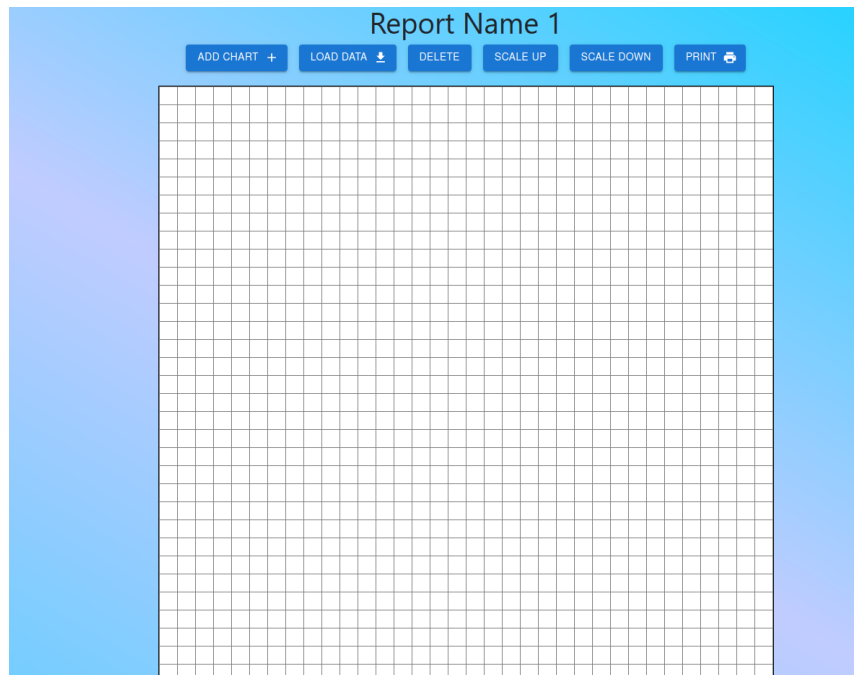 Report Name 1
ADD CHART LOAD DATA DELETE SCALE UP SCALE DOWN PRINT